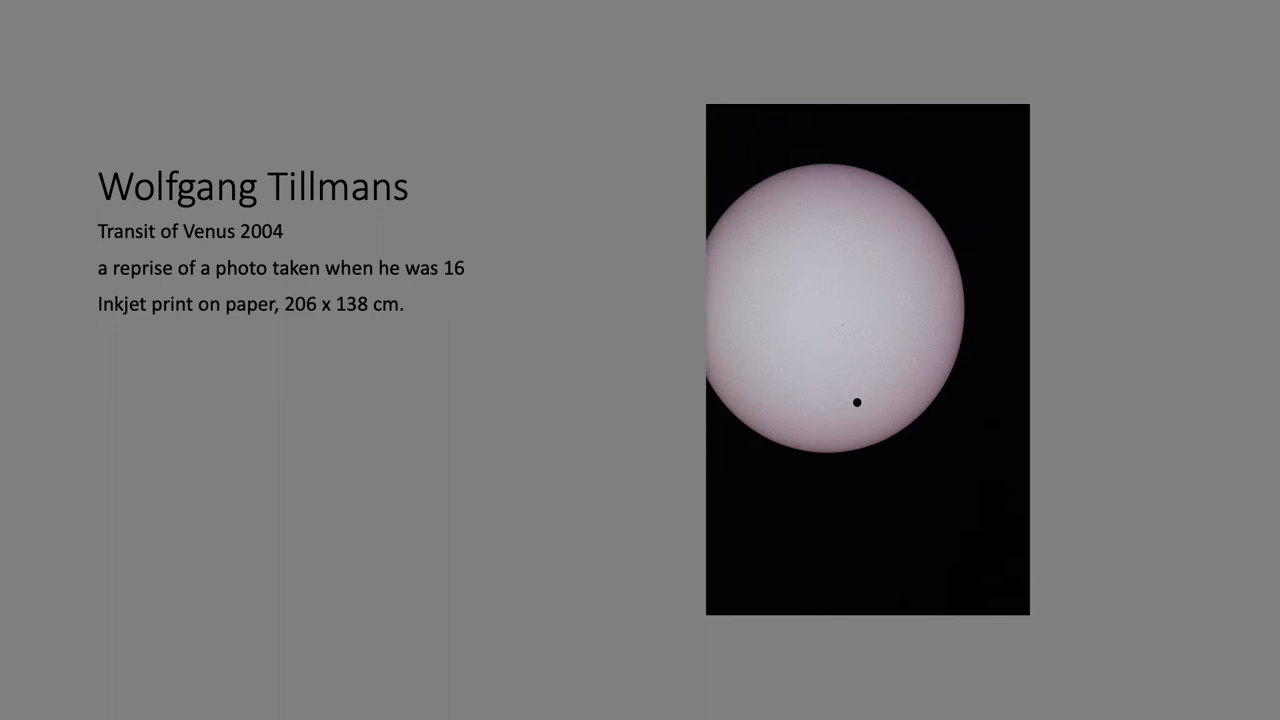 Wolfgang Tillmans
Transit of Venus 2004
a reprise of a photo taken when he was 16
Inkjet print on paper, 206 x 138 cm.